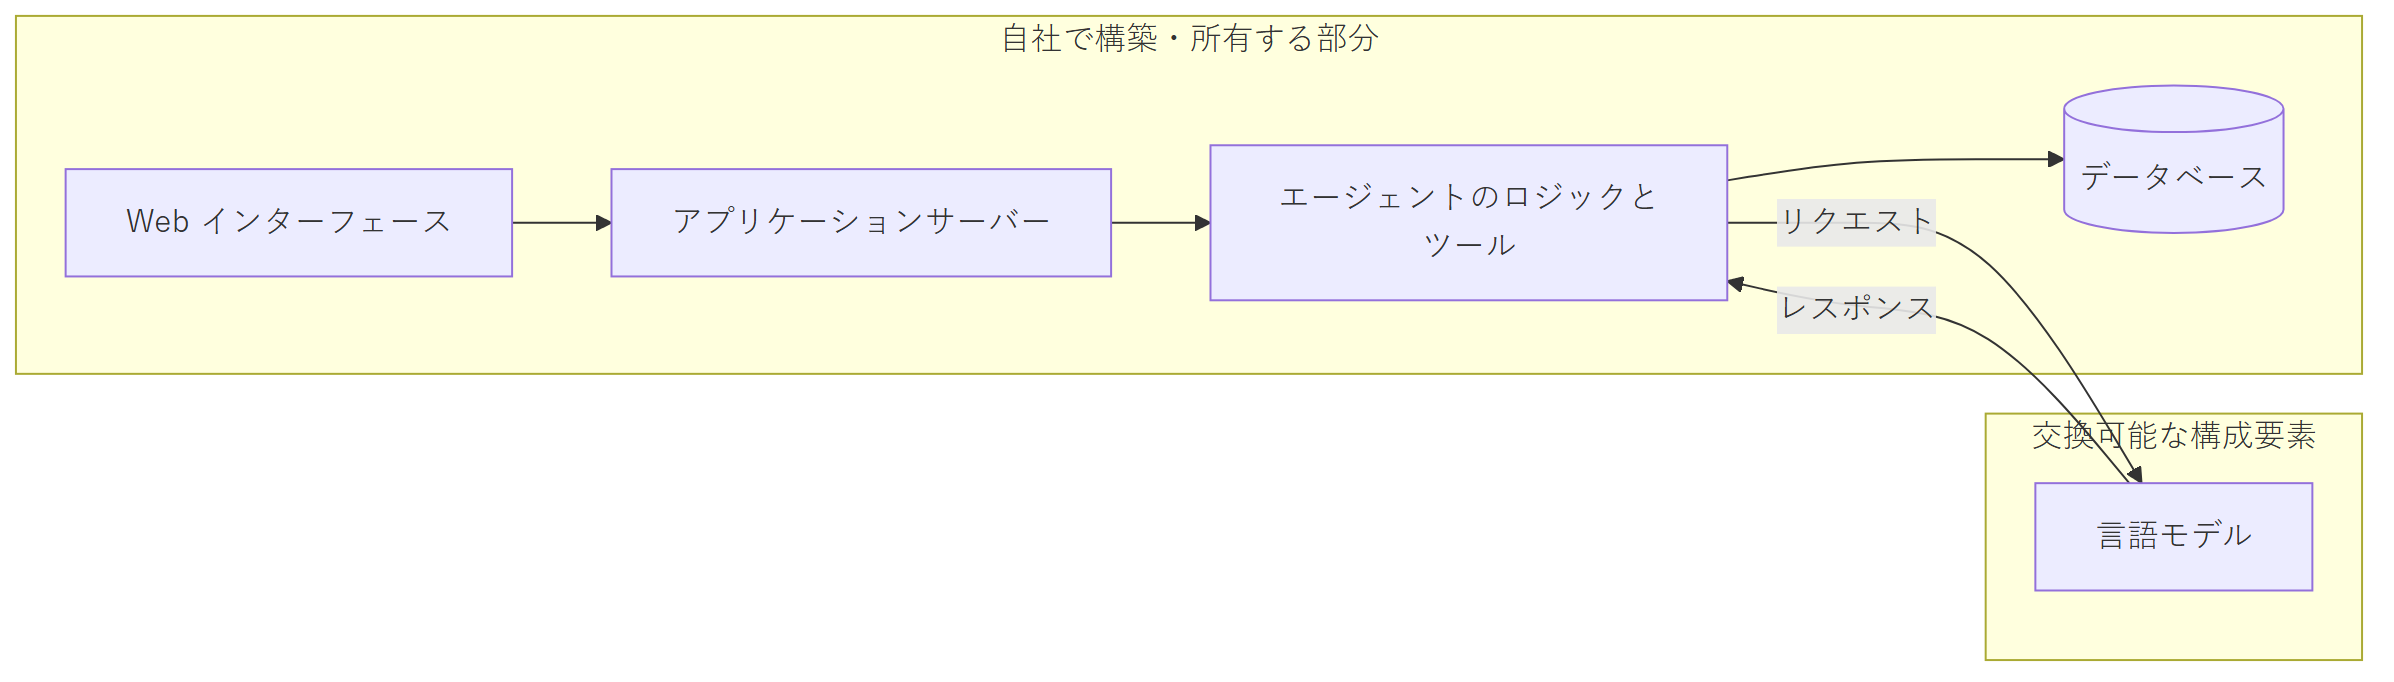 自社で構築・所有する部分
Web インターフェース
アプリケーションサーバー
エージェントのロジックと
ツール
データベース
リクエスト
レスポンス
交換可能な構成要素
言語モデル